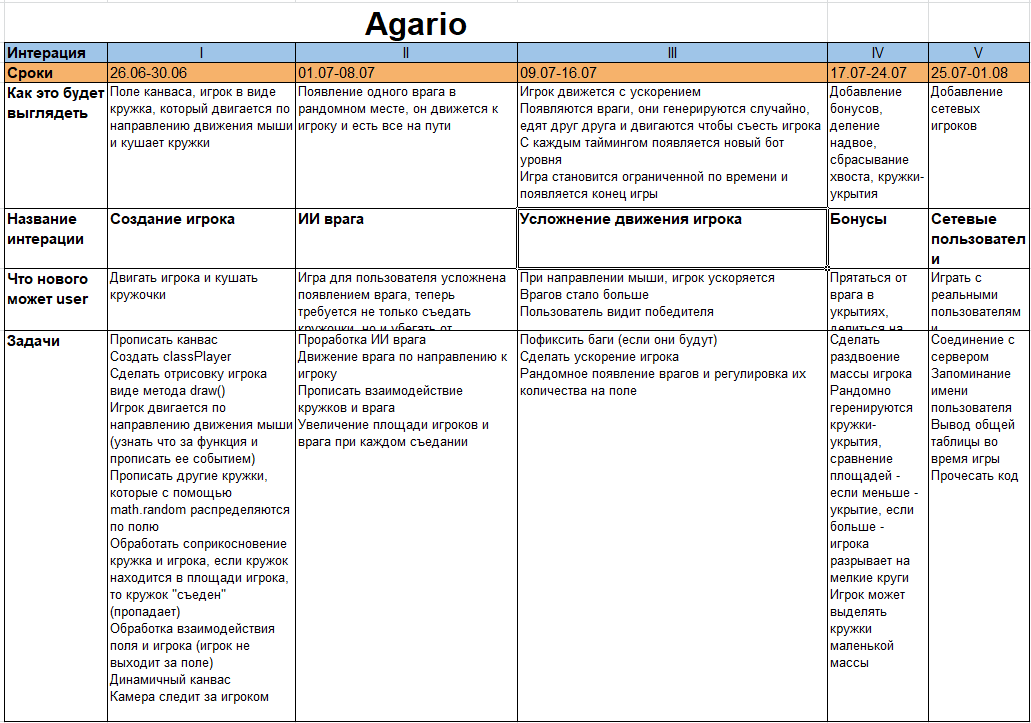 Agario
Интерация I II III IV V
Сроки 26.06-30.06 01.07-08.07 09.07-16.07 17.07-24.07 25.07-01.08
Как это будет
выглядеть
Поле канваса, игрок в виде
кружка, который двигается по
направлению движения мыши
и кушает кружки
Появление одного врага в
рандомном месте, он движется к
игроку и есть все на пути
Игрок движется с ускорением
Появляются враги, они генерируются случайно,
едят друг друга и двигаются чтобы съесть игрока
С каждым таймингом появляется новый бот
уровня
Игра становится ограниченной по времени и
появляется конец игры
Добавление
бонусов,
деление
надвое,
сбрасывание
хвоста, кружки-
укрытия
Добавление
сетевых
игроков
Название
интерации
Создание игрока
ИИ врага
Усложнение движения игрока
Бонусы
Сетевые
пользовател
и
Что нового
может user
Двигать игрока и кушать
кружочки
Игра для пользователя усложнена
появлением врага, теперь
требуется не только съедать
кружочки, но и убегать от
При направлении мыши, игрок ускоряется
Врагов стало больше
Пользователь видит победителя
Прятаться от
врага в
укрытиях,
делиться на
Играть с
реальными
пользователям
и
Задачи
Прописать канвас
Создать classPlayer
Сделать отрисовку игрока
виде метода draw()
Игрок двигается по
направлению движения мыши
(узнать что за функция и
прописать ее событием)
Прописать другие кружки,
которые с помощью
math.random распределяются
по полю
Обработать соприкосновение
кружка и игрока, если кружок
находится в площади игрока,
то кружок "съеден"
(пропадает)
Обработка взаимодействия
поля и игрока (игрок не
выходит за поле)
Динамичный канвас
Камера следит за игроком
Проработка ИИ врага
Движение врага по направлению к
игроку
Прописать взаимодействие
кружков и врага
Увеличение площади игроков и
врага при каждом съедании
Пофиксить баги (если они будут)
Сделать ускорение игрока
Рандомное появление врагов и регулировка их
количества на поле
Сделать
раздвоение
массы игрока
Рандомно
геренируются
кружки-
укрытия,
сравнение
площадей -
если меньше -
укрытие, если
больше -
игрока
разрывает на
мелкие круги
Игрок может
выделять
кружки
маленькой
массы
Соединение с
сервером
Запоминание
имени
пользователя
Вывод общей
таблицы во
время игры
Прочесать код